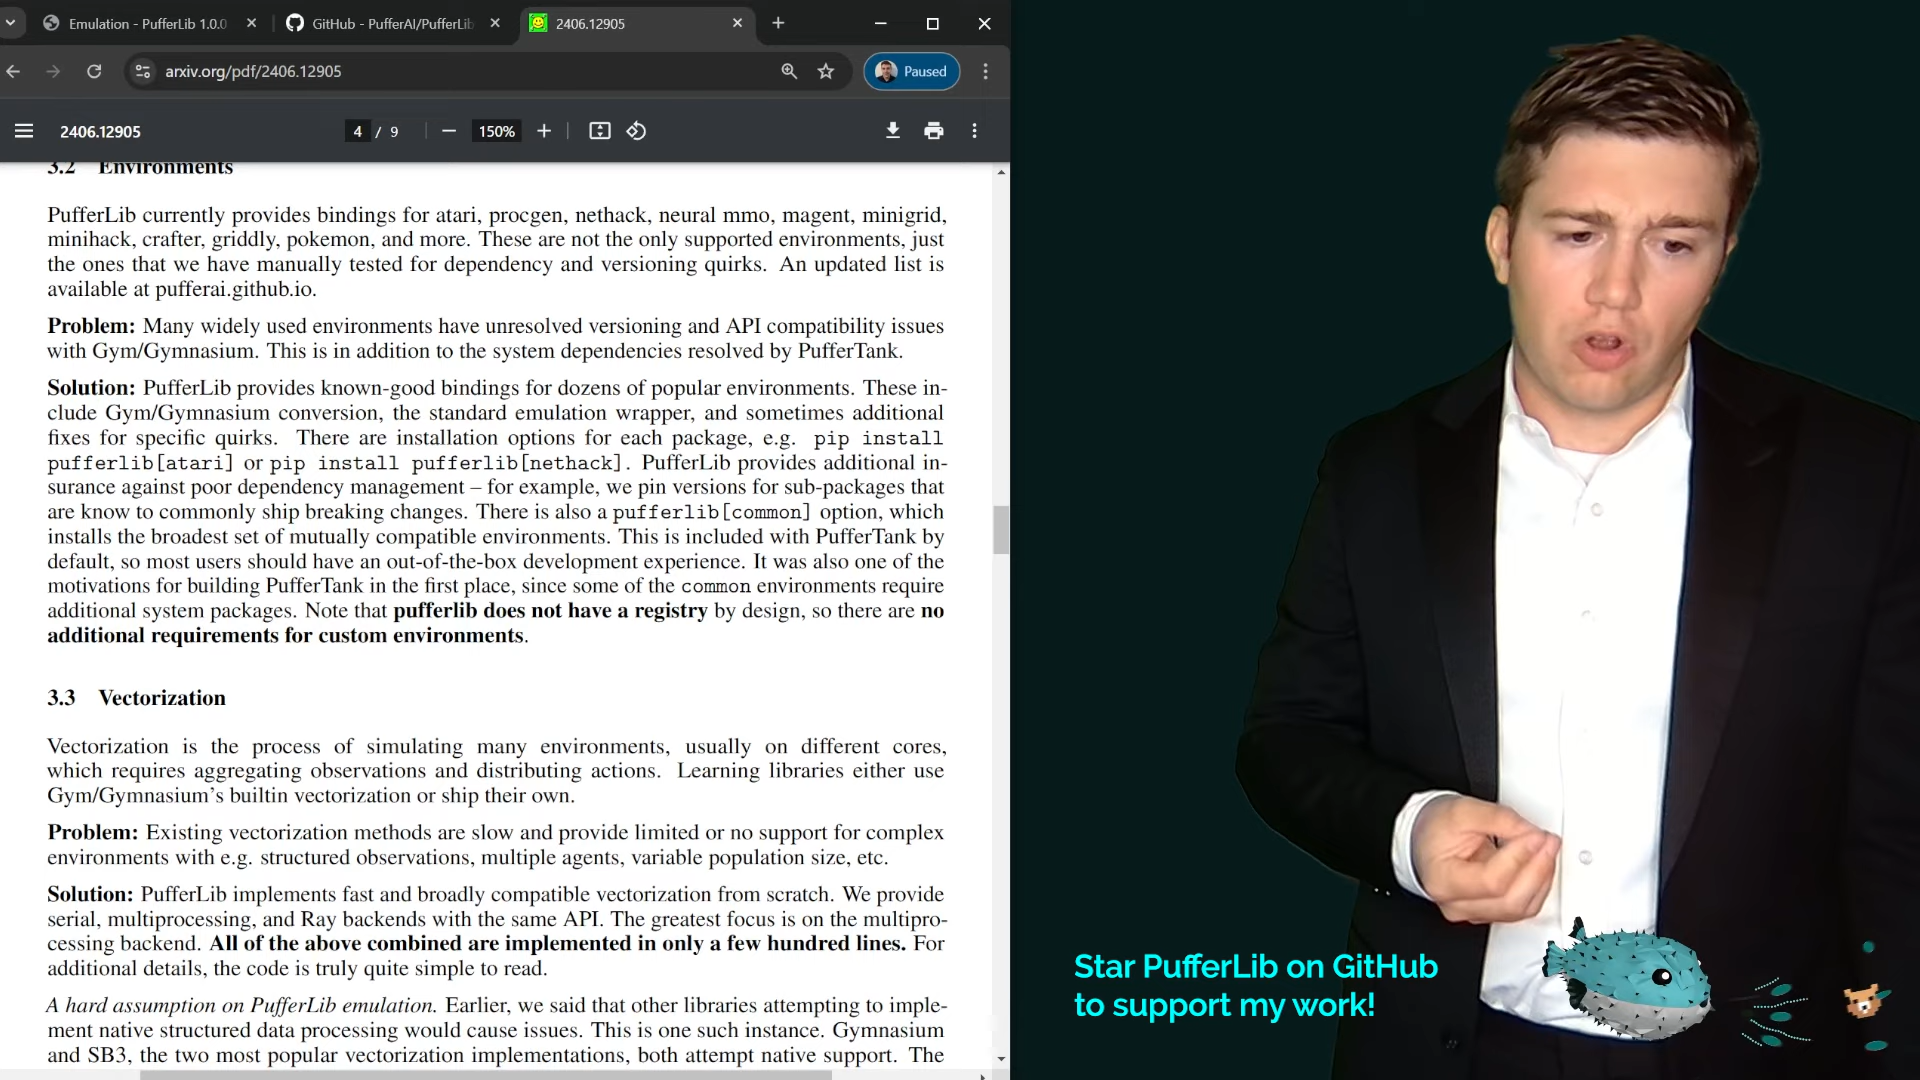 Emulation - PufferLib 1.0.0
GitHub - PufferAI/PufferLib
2406.12905
arxiv.org/pdf/2406.12905
Paused
2406.12905
4 / 9
150%
3.2 Environments
PufferLib currently provides bindings for atari, procgen, nethack, neural mmo, magent, minigrid,
minihack, crafter, griddly, pokemon, and more. These are not the only supported environments, just
the ones that we have manually tested for dependency and versioning quirks. An updated list is
available at pufferai.github.io.
Problem: Many widely used environments have unresolved versioning and API compatibility issues
with Gym/Gymnasium. This is in addition to the system dependencies resolved by PufferTank.
Solution: PufferLib provides known-good bindings for dozens of popular environments. These in-
clude Gym/Gymnasium conversion, the standard emulation wrapper, and sometimes additional
fixes for specific quirks. There are installation options for each package, e.g. pip install
pufferlib[atari] or pip install pufferlib[nethack]. PufferLib provides additional in-
surance against poor dependency management – for example, we pin versions for sub-packages that
are know to commonly ship breaking changes. There is also a pufferlib[common] option, which
installs the broadest set of mutually compatible environments. This is included with PufferTank by
default, so most users should have an out-of-the-box development experience. It was also one of the
motivations for building PufferTank in the first place, since some of the common environments require
additional system packages. Note that pufferlib does not have a registry by design, so there are no
additional requirements for custom environments.
3.3 Vectorization
Vectorization is the process of simulating many environments, usually on different cores,
which requires aggregating observations and distributing actions. Learning libraries either use
Gym/Gymnasium's builtin vectorization or ship their own.
Problem: Existing vectorization methods are slow and provide limited or no support for complex
environments with e.g. structured observations, multiple agents, variable population size, etc.
Solution: PufferLib implements fast and broadly compatible vectorization from scratch. We provide
serial, multiprocessing, and Ray backends with the same API. The greatest focus is on the multipro-
cessing backend. All of the above combined are implemented in only a few hundred lines. For
additional details, the code is truly quite simple to read.
A hard assumption on PufferLib emulation. Earlier, we said that other libraries attempting to imple-
ment native structured data processing would cause issues. This is one such instance. Gymnasium
and SB3, the two most popular vectorization implementations, both attempt native support. The
Star PufferLib on GitHub
to support my work!